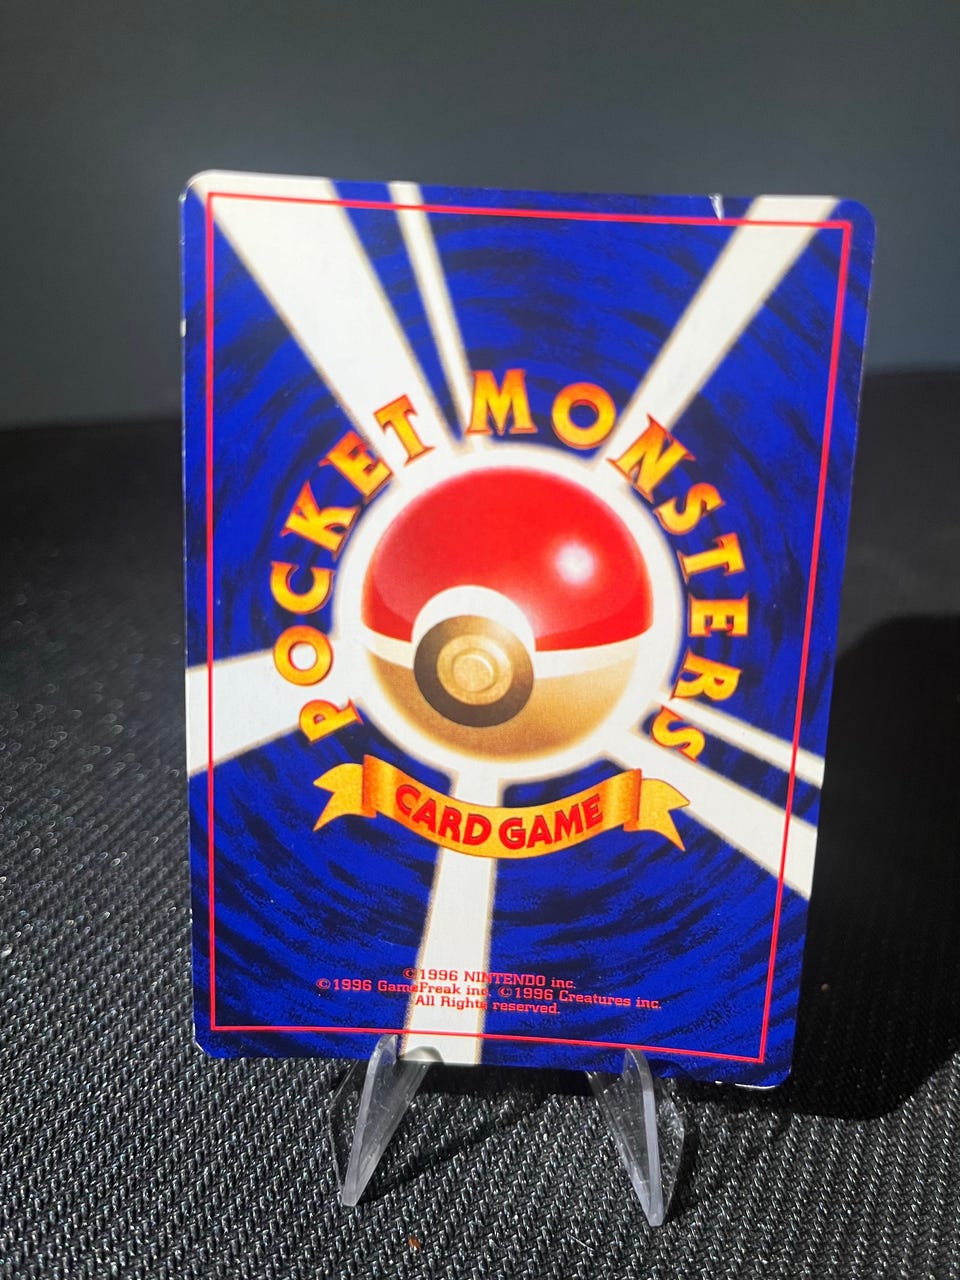 POCKET MONSTERS
CARD GAME
©1996 NINTENDO inc.
©1996 GameFreak inc. ©1996 Creatures inc.
All Rights reserved.